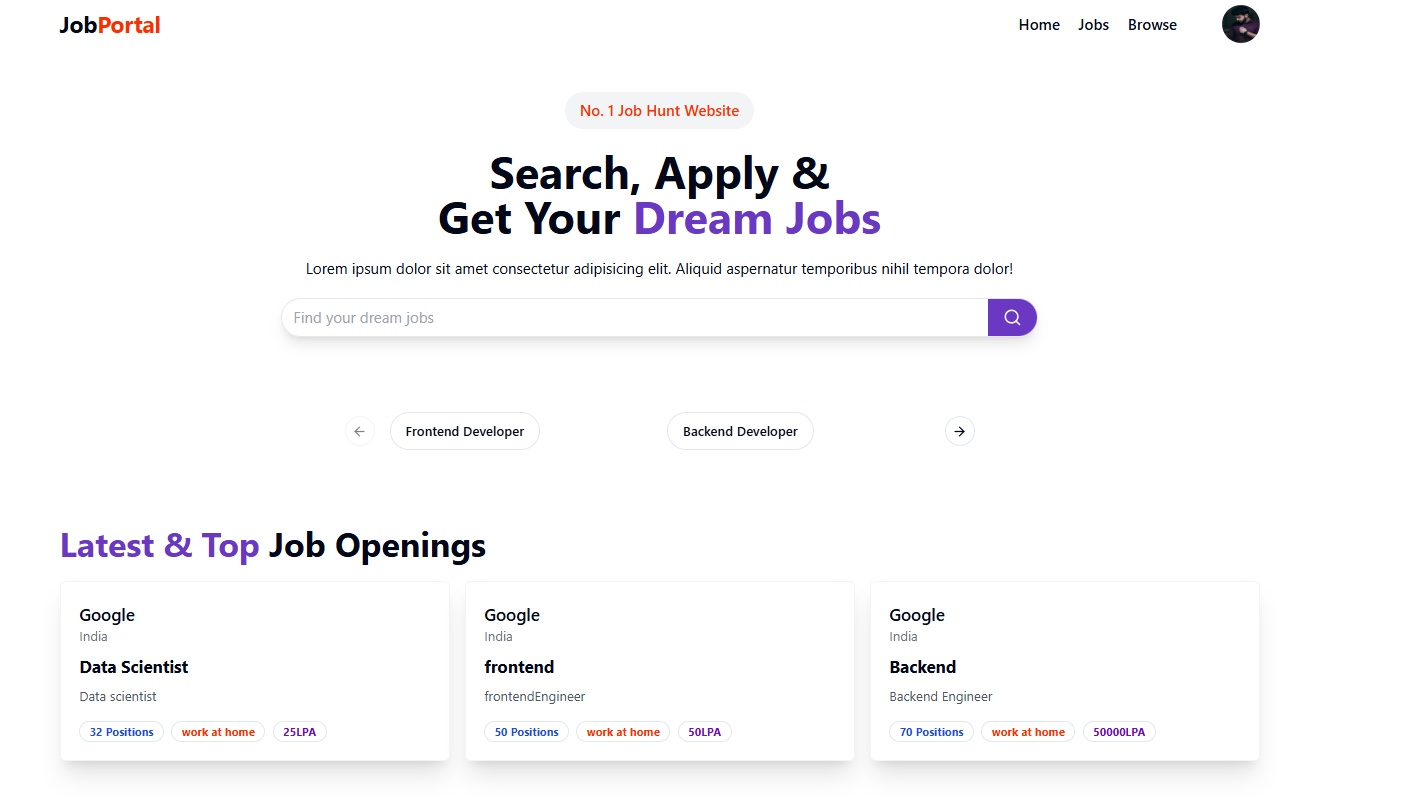 JobPortal
Home Jobs Browse
No. 1 Job Hunt Website
Search, Apply &
Get Your Dream Jobs
Lorem ipsum dolor sit amet consectetur adipisicing elit. Aliquid aspernatur temporibus nihil tempora dolor!
Find your dream jobs
Frontend Developer
Backend Developer
Latest & Top Job Openings
Google
India
Data Scientist
Data scientist
32 Positions work at home 25LPA
Google
India
frontend
frontendEngineer
50 Positions work at home 50LPA
Google
India
Backend
Backend Engineer
70 Positions work at home 50000LPA